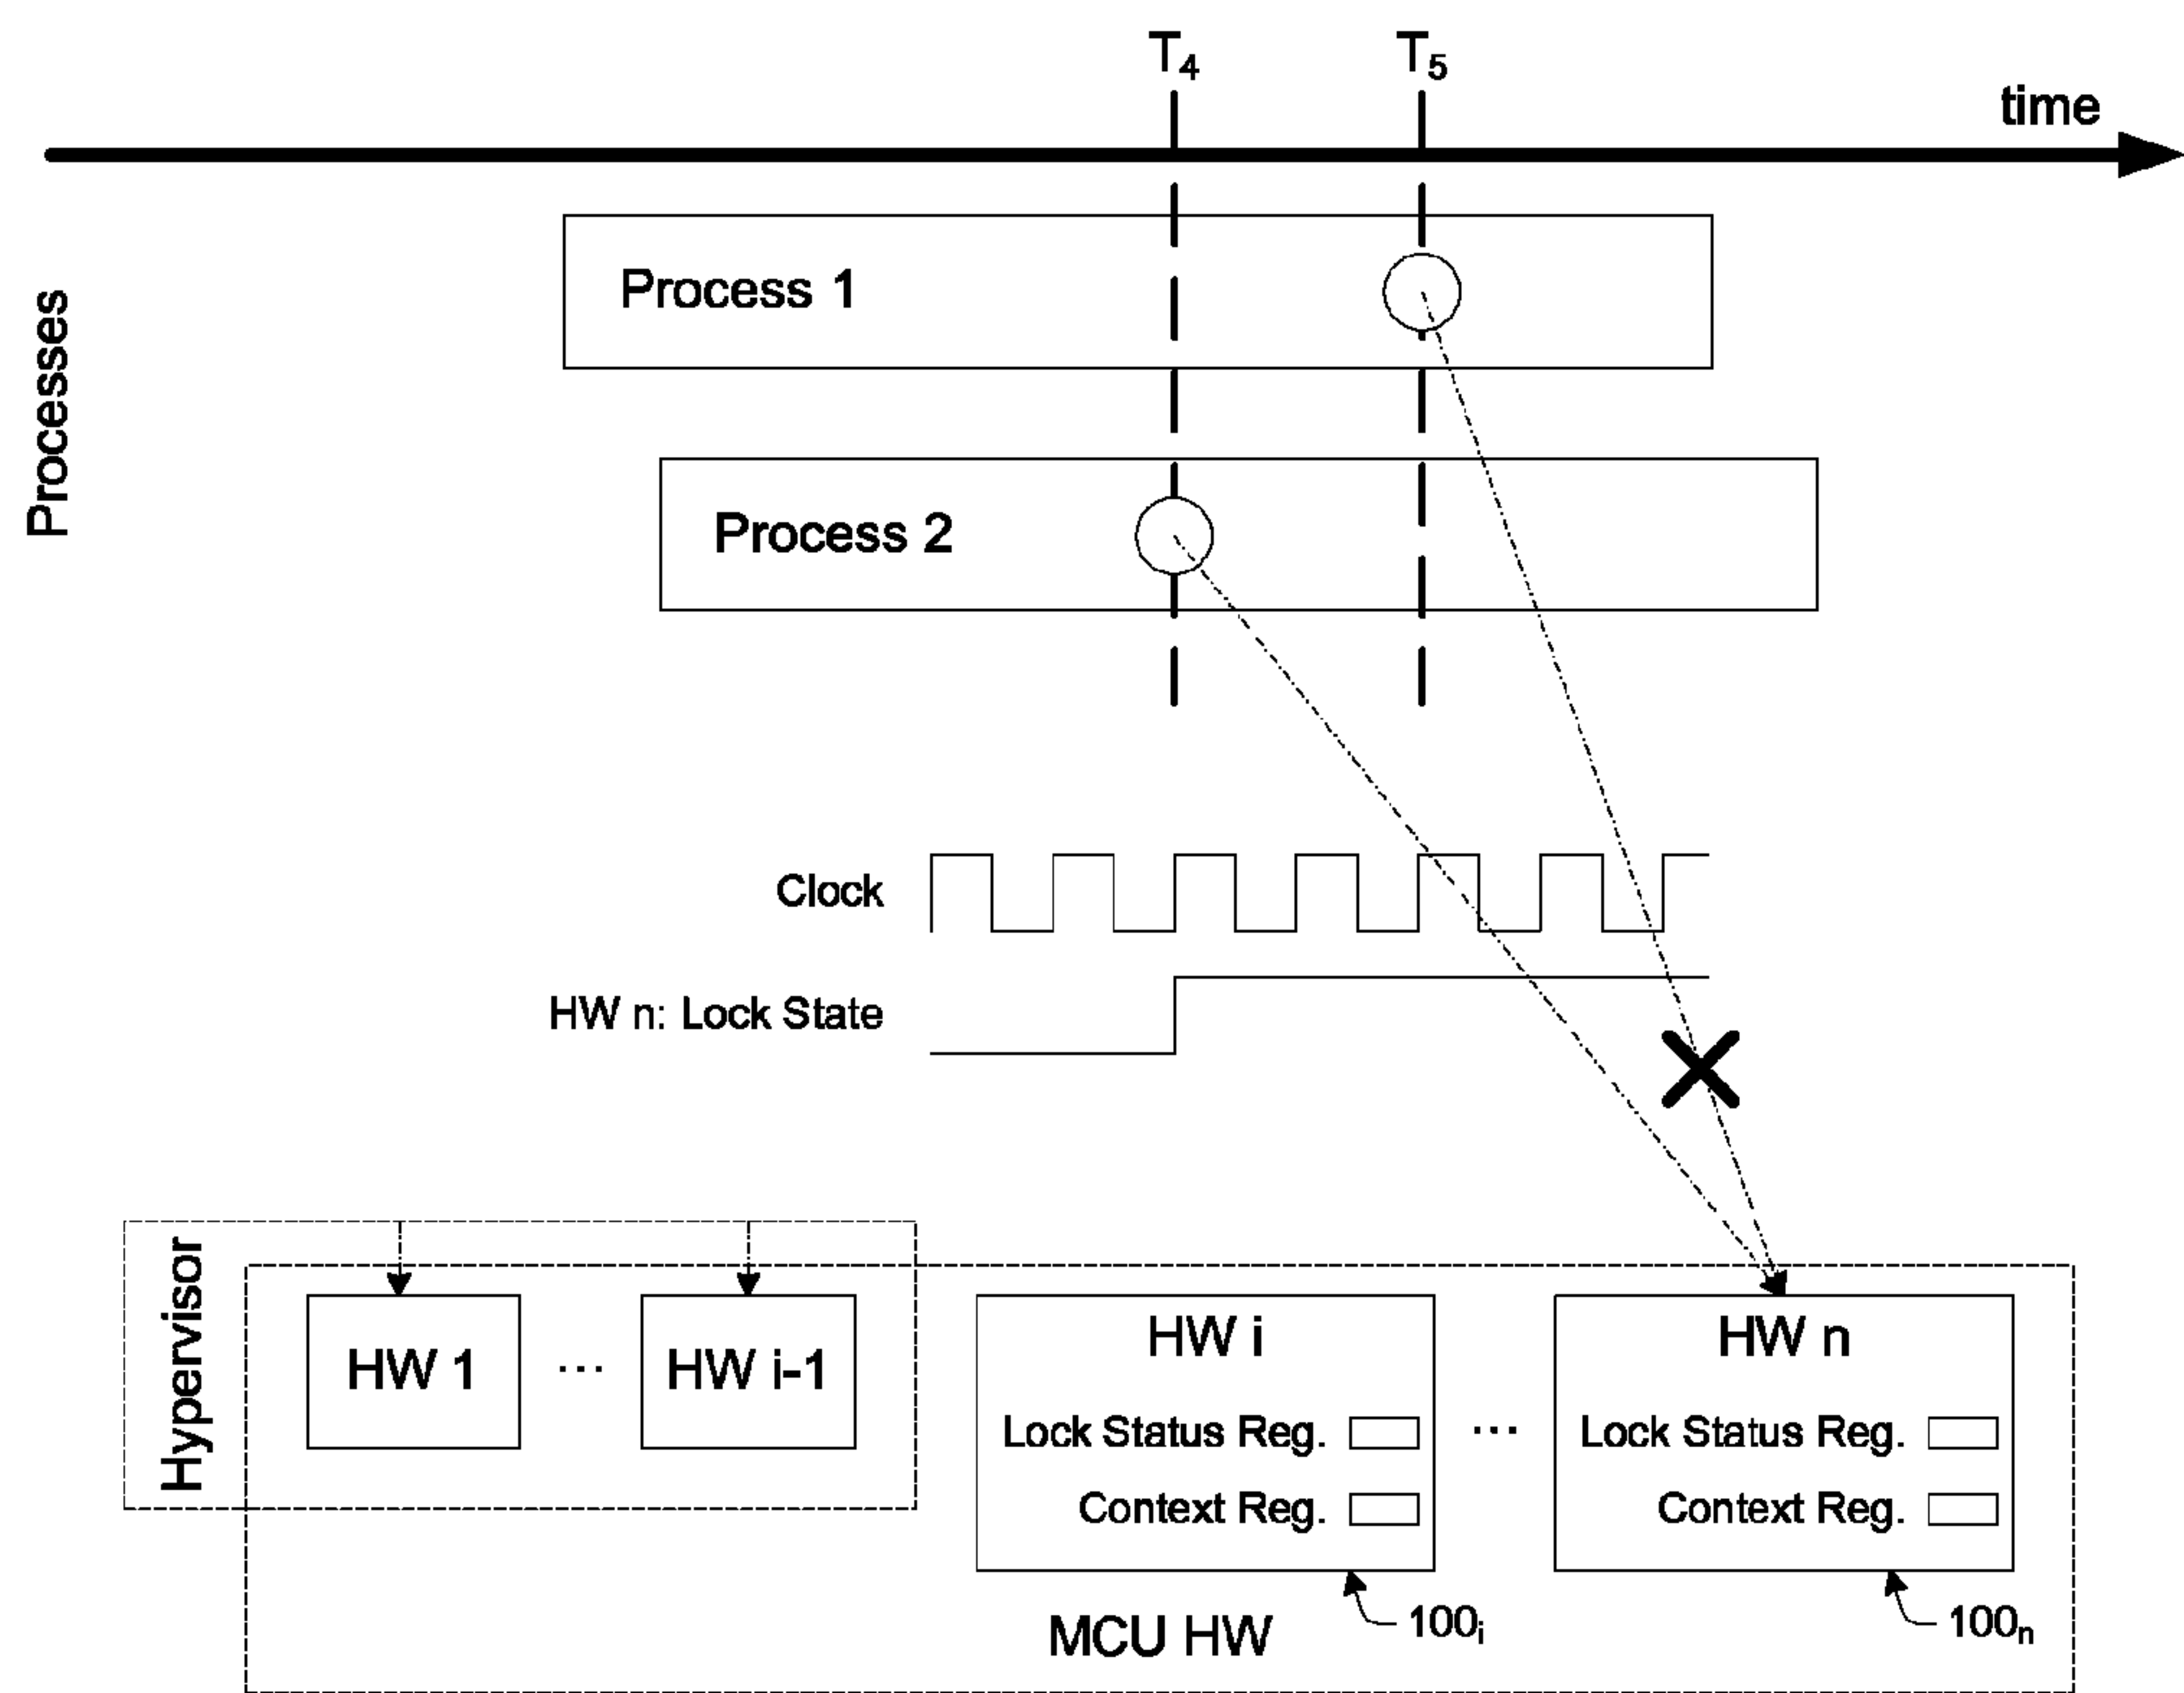 T₄
T₅
time
Processes
Process 1
Process 2
Clock
HW n: Lock State
Hypervisor
HW 1
...
HW i-1
HW i
Lock Status Reg.
Context Reg.
...
HW n
Lock Status Reg.
Context Reg.
MCU HW
100ᵢ
100ₙ